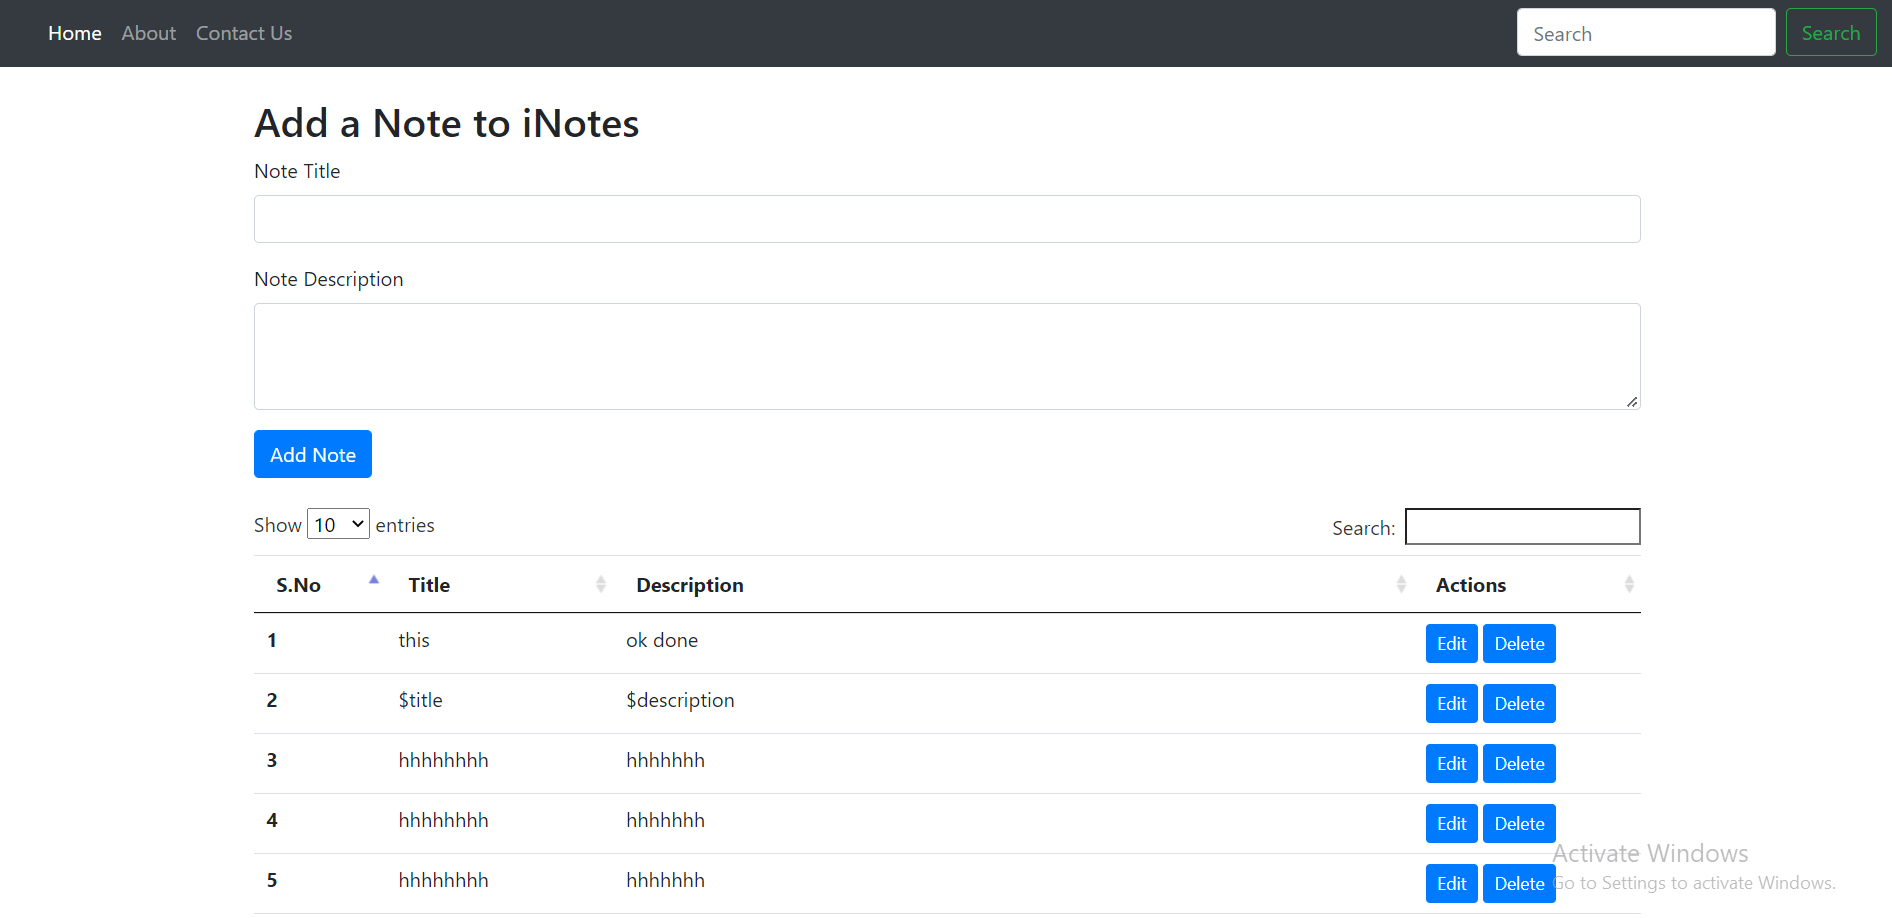 Home About Contact Us Search Search
Add a Note to iNotes
Note Title
Note Description
Add Note
Show 10 entries Search:
S.No Title Description Actions
1 this ok done Edit Delete
2 $title $description Edit Delete
3 hhhhhhhh hhhhhhh Edit Delete
4 hhhhhhhh hhhhhhh Edit Delete
5 hhhhhhhh hhhhhhh Edit Delete
Activate Windows
Go to Settings to activate Windows.